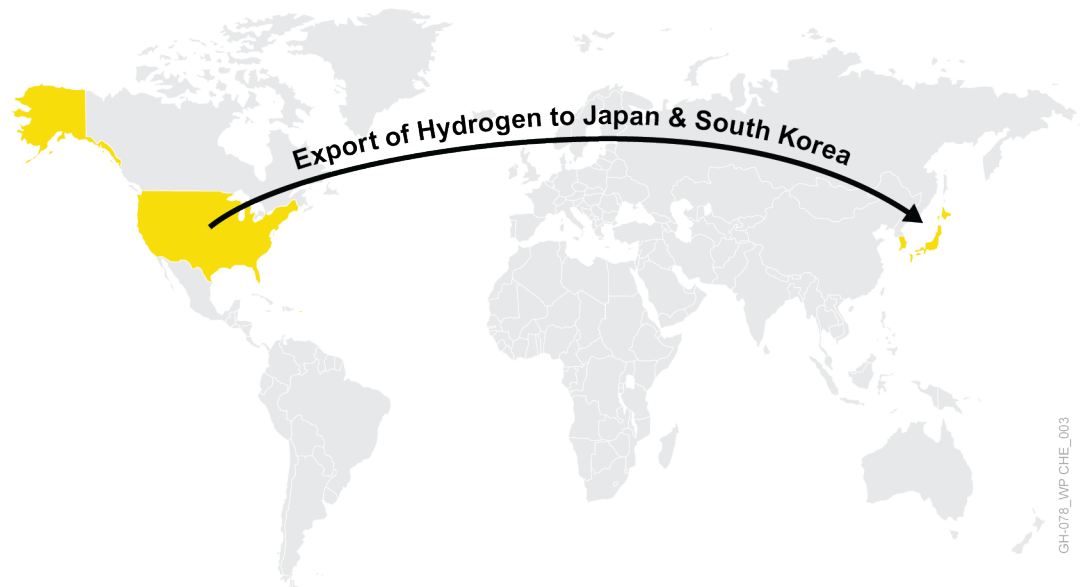 Export of Hydrogen to Japan & South Korea
GH-078_WP CHE_003